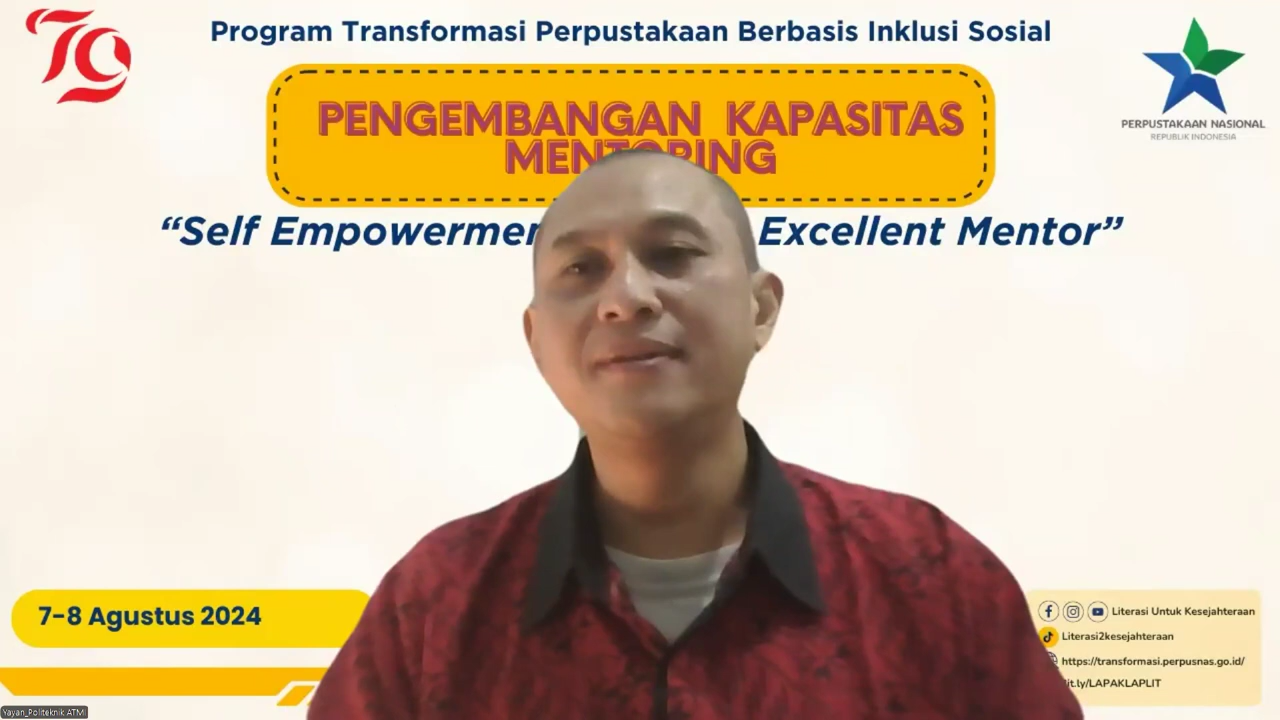 79
Program Transformasi Perpustakaan Berbasis Inklusi Sosial
PERPUSTAKAAN NASIONAL
REPUBLIK INDONESIA
PENGEMBANGAN KAPASITAS
MENTORING
“Self Empowermen Excellent Mentor”
7-8 Agustus 2024
Literasi Untuk Kesejahteraan
Literasi2kesejahteraan
https://transformasi.perpusnas.go.id/
it.ly/LAPAKLAPLIT
Yayan_Politeknik ATMI